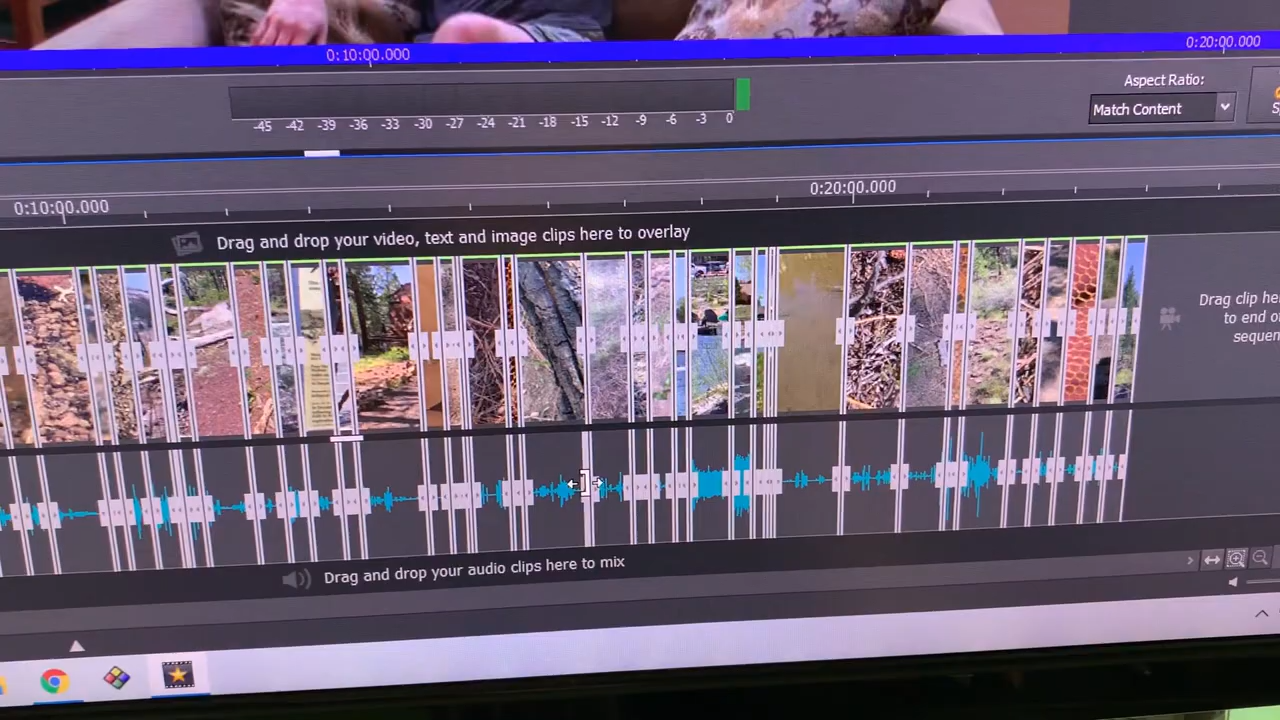 0:10:00.000
0:20:00.000
Aspect Ratio:
Match Content
-45 -42 -39 -36 -33 -30 -27 -24 -21 -18 -15 -12 -9 -6 -3 0
0:10:00.000
0:20:00.000
Drag and drop your video, text and image clips here to overlay
Drag clip he
to end o
sequen
Drag and drop your audio clips here to mix